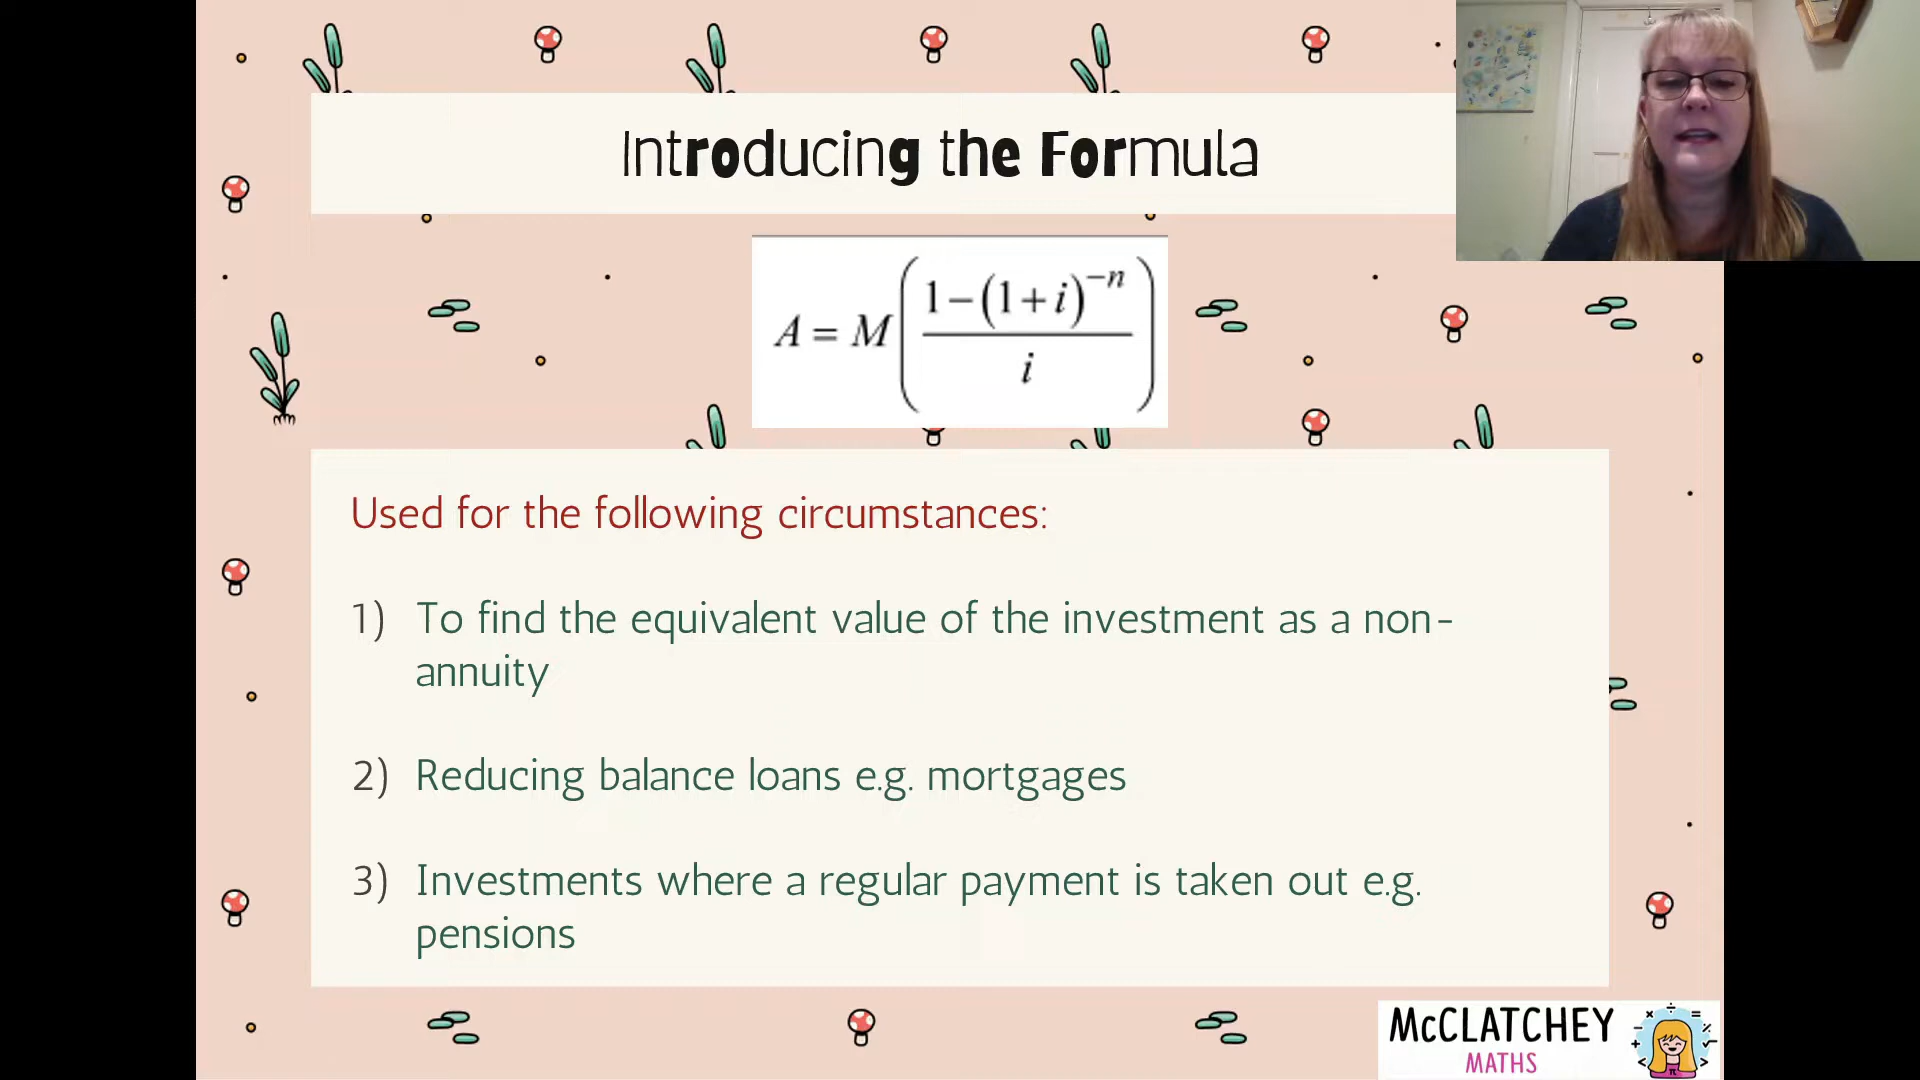 Introducing the Formula
A = M(\frac{1-(1+i)^{-n}}{i})
Used for the following circumstances:
1) To find the equivalent value of the investment as a non-
annuity
2) Reducing balance loans e.g. mortgages
3) Investments where a regular payment is taken out e.g.
pensions
McCLATCHEY
MATHS